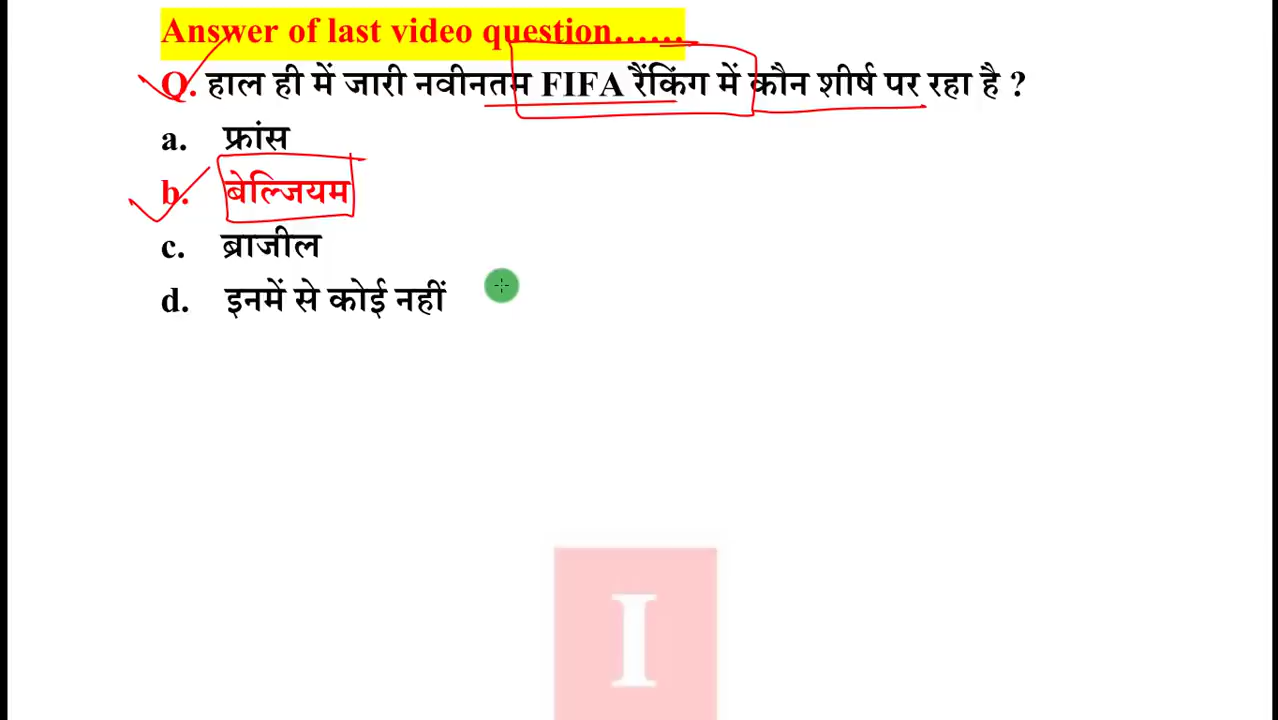 Answer of last video question……
Q. हाल ही में जारी नवीनतम FIFA रैंकिंग में कौन शीर्ष पर रहा है ?
a. फ्रांस
b. बेल्जियम
c. ब्राजील
d. इनमें से कोई नहीं
I